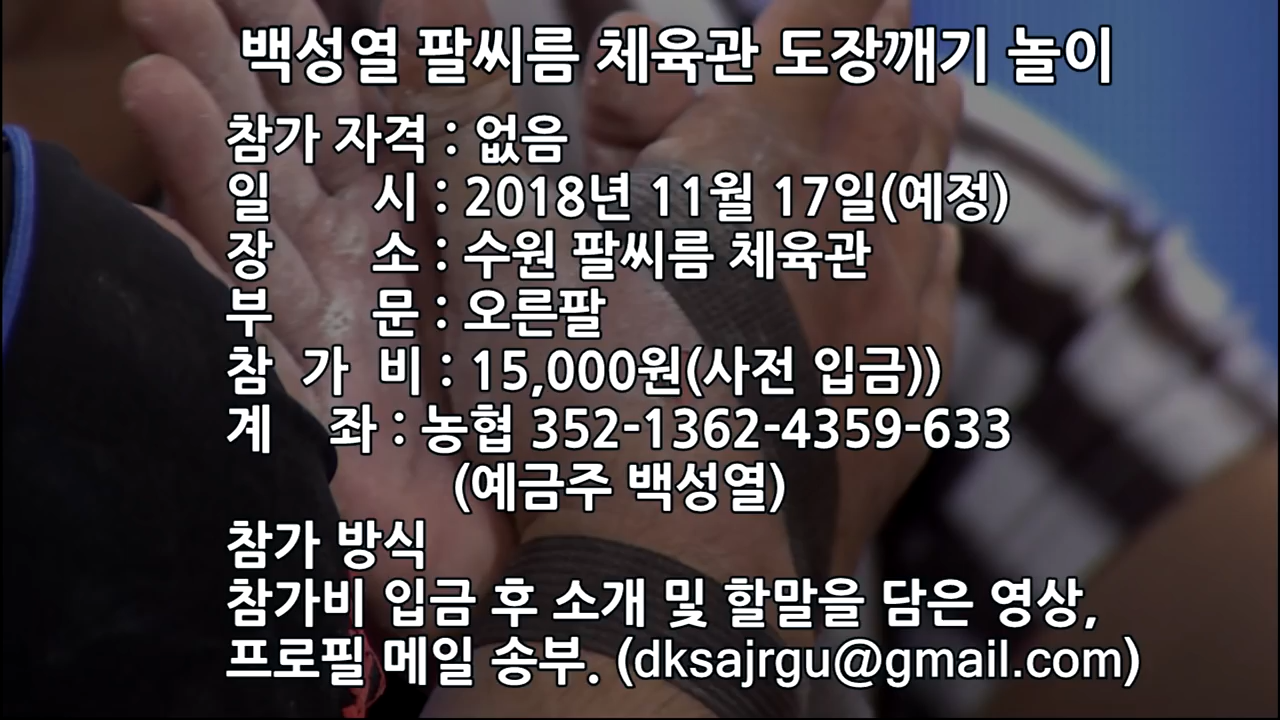 백성열 팔씨름 체육관 도장깨기 놀이
참가 자격 : 없음
일 시 : 2018년 11월 17일(예정)
장 소 : 수원 팔씨름 체육관
부 문 : 오른팔
참 가 비 : 15,000원(사전 입금))
계 좌 : 농협 352-1362-4359-633
(예금주 백성열)
참가 방식
참가비 입금 후 소개 및 할말을 담은 영상,
프로필 메일 송부. (dksajrgu@gmail.com)